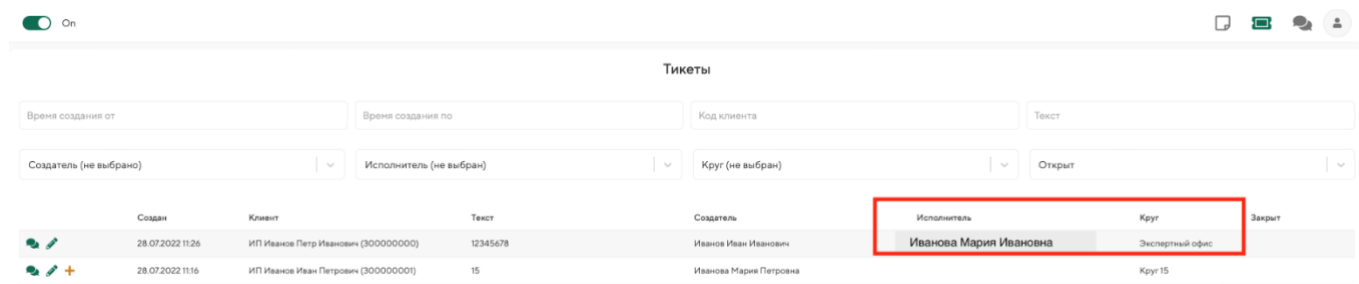 On
Тикеты
Время создания от Время создания по Код клиента Текст
Создатель (не выбрано) Исполнитель (не выбран) Круг (не выбран) Открыт
Создан Клиент Текст Создатель Исполнитель Круг Закрыт
28.07.2022 11:26 ИП Иванов Петр Иванович (300000000) 12345678 Иванов Иван Иванович Иванова Мария Ивановна Экспертный офис
28.07.2022 11:16 ИП Иванов Иван Петрович (300000001) 15 Иванова Мария Петровна Круг 15